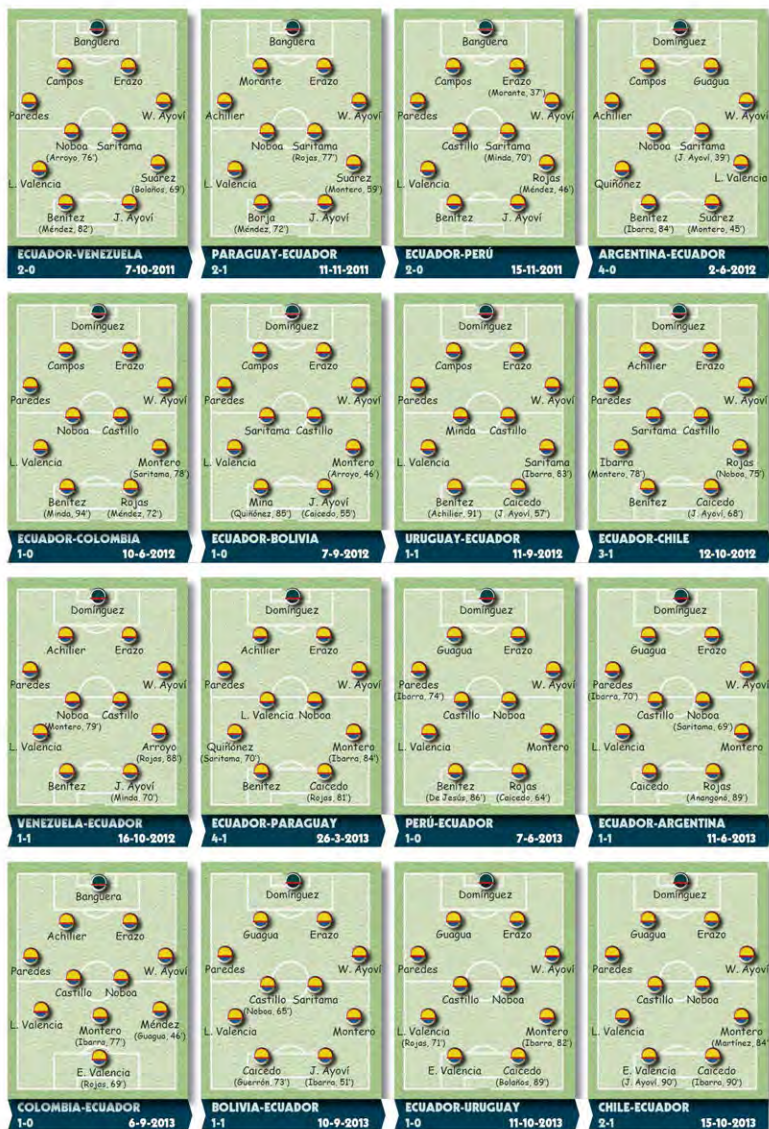 Banguera
Campos
Erazo
Paredes
W. Ayoví
Noboa
(Arroyo, 76')
Saritama
L. Valencia
Suárez
(Bolaños, 69')
Benítez
(Méndez, 82')
J. Ayoví
ECUADOR-VENEZUELA
2-0 7-10-2011
Banguera
Morante
Erazo
Achilier
W. Ayoví
Noboa
Saritama
(Rojas, 77')
L. Valencia
Suárez
(Montero, 59')
Borja
(Méndez, 72')
J. Ayoví
PARAGUAY-ECUADOR
2-1 11-11-2011
Banguera
Campos
Erazo
(Morante, 37')
Paredes
W. Ayoví
Castillo
Saritama
(Minda, 70')
L. Valencia
Rojas
(Méndez, 46')
Benítez
J. Ayoví
ECUADOR-PERÚ
2-0 15-11-2011
Domínguez
Campos
Guagua
Achilier
W. Ayoví
Noboa
Saritama
(J. Ayoví, 39')
Quiñónez
L. Valencia
Benítez
(Ibarra, 84')
Suárez
(Montero, 45')
ARGENTINA-ECUADOR
4-0 2-6-2012
Domínguez
Campos
Erazo
Paredes
W. Ayoví
Noboa
Castillo
L. Valencia
Montero
(Saritama, 78')
Benítez
(Minda, 94')
Rojas
(Méndez, 72')
ECUADOR-COLOMBIA
1-0 10-6-2012
Domínguez
Campos
Erazo
Paredes
W. Ayoví
Saritama
Castillo
L. Valencia
Montero
(Arroyo, 46')
Mina
(Quiñónez, 85')
J. Ayoví
(Caicedo, 55')
ECUADOR-BOLIVIA
1-0 7-9-2012
Domínguez
Campos
Erazo
Paredes
W. Ayoví
Minda
Castillo
L. Valencia
Saritama
(Ibarra, 83')
Benítez
(Achilier, 91')
Caicedo
(J. Ayoví, 57')
URUGUAY-ECUADOR
1-1 11-9-2012
Domínguez
Achilier
Erazo
Paredes
W. Ayoví
Saritama
Castillo
Ibarra
(Montero, 78')
Rojas
(Noboa, 75')
Benítez
Caicedo
(J. Ayoví, 68')
ECUADOR-CHILE
3-1 12-10-2012
Domínguez
Achilier
Erazo
Paredes
W. Ayoví
Noboa
(Montero, 79')
Castillo
L. Valencia
Arroyo
(Rojas, 88')
Benítez
J. Ayoví
(Minda, 70')
VENEZUELA-ECUADOR
1-1 16-10-2012
Domínguez
Achilier
Erazo
Paredes
W. Ayoví
L. Valencia
Noboa
Quiñónez
(Saritama, 70')
Montero
(Ibarra, 84')
Benítez
Caicedo
(Rojas, 81')
ECUADOR-PARAGUAY
4-1 26-3-2013
Domínguez
Guagua
Erazo
Paredes
(Ibarra, 74')
W. Ayoví
Castillo
Noboa
L. Valencia
Montero
Benítez
(De Jesús, 86')
Rojas
(Caicedo, 64')
PERÚ-ECUADOR
1-0 7-6-2013
Domínguez
Guagua
Erazo
Paredes
(Ibarra, 70')
W. Ayoví
Castillo
Noboa
(Saritama, 69')
L. Valencia
Montero
Caicedo
Rojas
(Anangonó, 89')
ECUADOR-ARGENTINA
1-1 11-6-2013
Banguera
Achilier
Erazo
Paredes
W. Ayoví
Castillo
Noboa
L. Valencia
Montero
(Ibarra, 77')
Méndez
(Guagua, 46')
E. Valencia
(Rojas, 69')
COLOMBIA-ECUADOR
1-0 6-9-2013
Domínguez
Guagua
Erazo
Paredes
W. Ayoví
Castillo
(Noboa, 65')
Saritama
L. Valencia
Montero
Caicedo
(Guerrón, 73')
J. Ayoví
(Ibarra, 51')
BOLIVIA-ECUADOR
1-1 10-9-2013
Domínguez
Guagua
Erazo
Paredes
W. Ayoví
Castillo
Noboa
L. Valencia
(Rojas, 71')
Montero
(Ibarra, 82')
E. Valencia
Caicedo
(Bolaños, 89')
ECUADOR-URUGUAY
1-0 11-10-2013
Domínguez
Guagua
Erazo
Paredes
W. Ayoví
Castillo
Noboa
L. Valencia
Montero
(Martínez, 84')
E. Valencia
(J. Ayoví, 90')
Caicedo
(Ibarra, 90')
CHILE-ECUADOR
2-1 15-10-2013